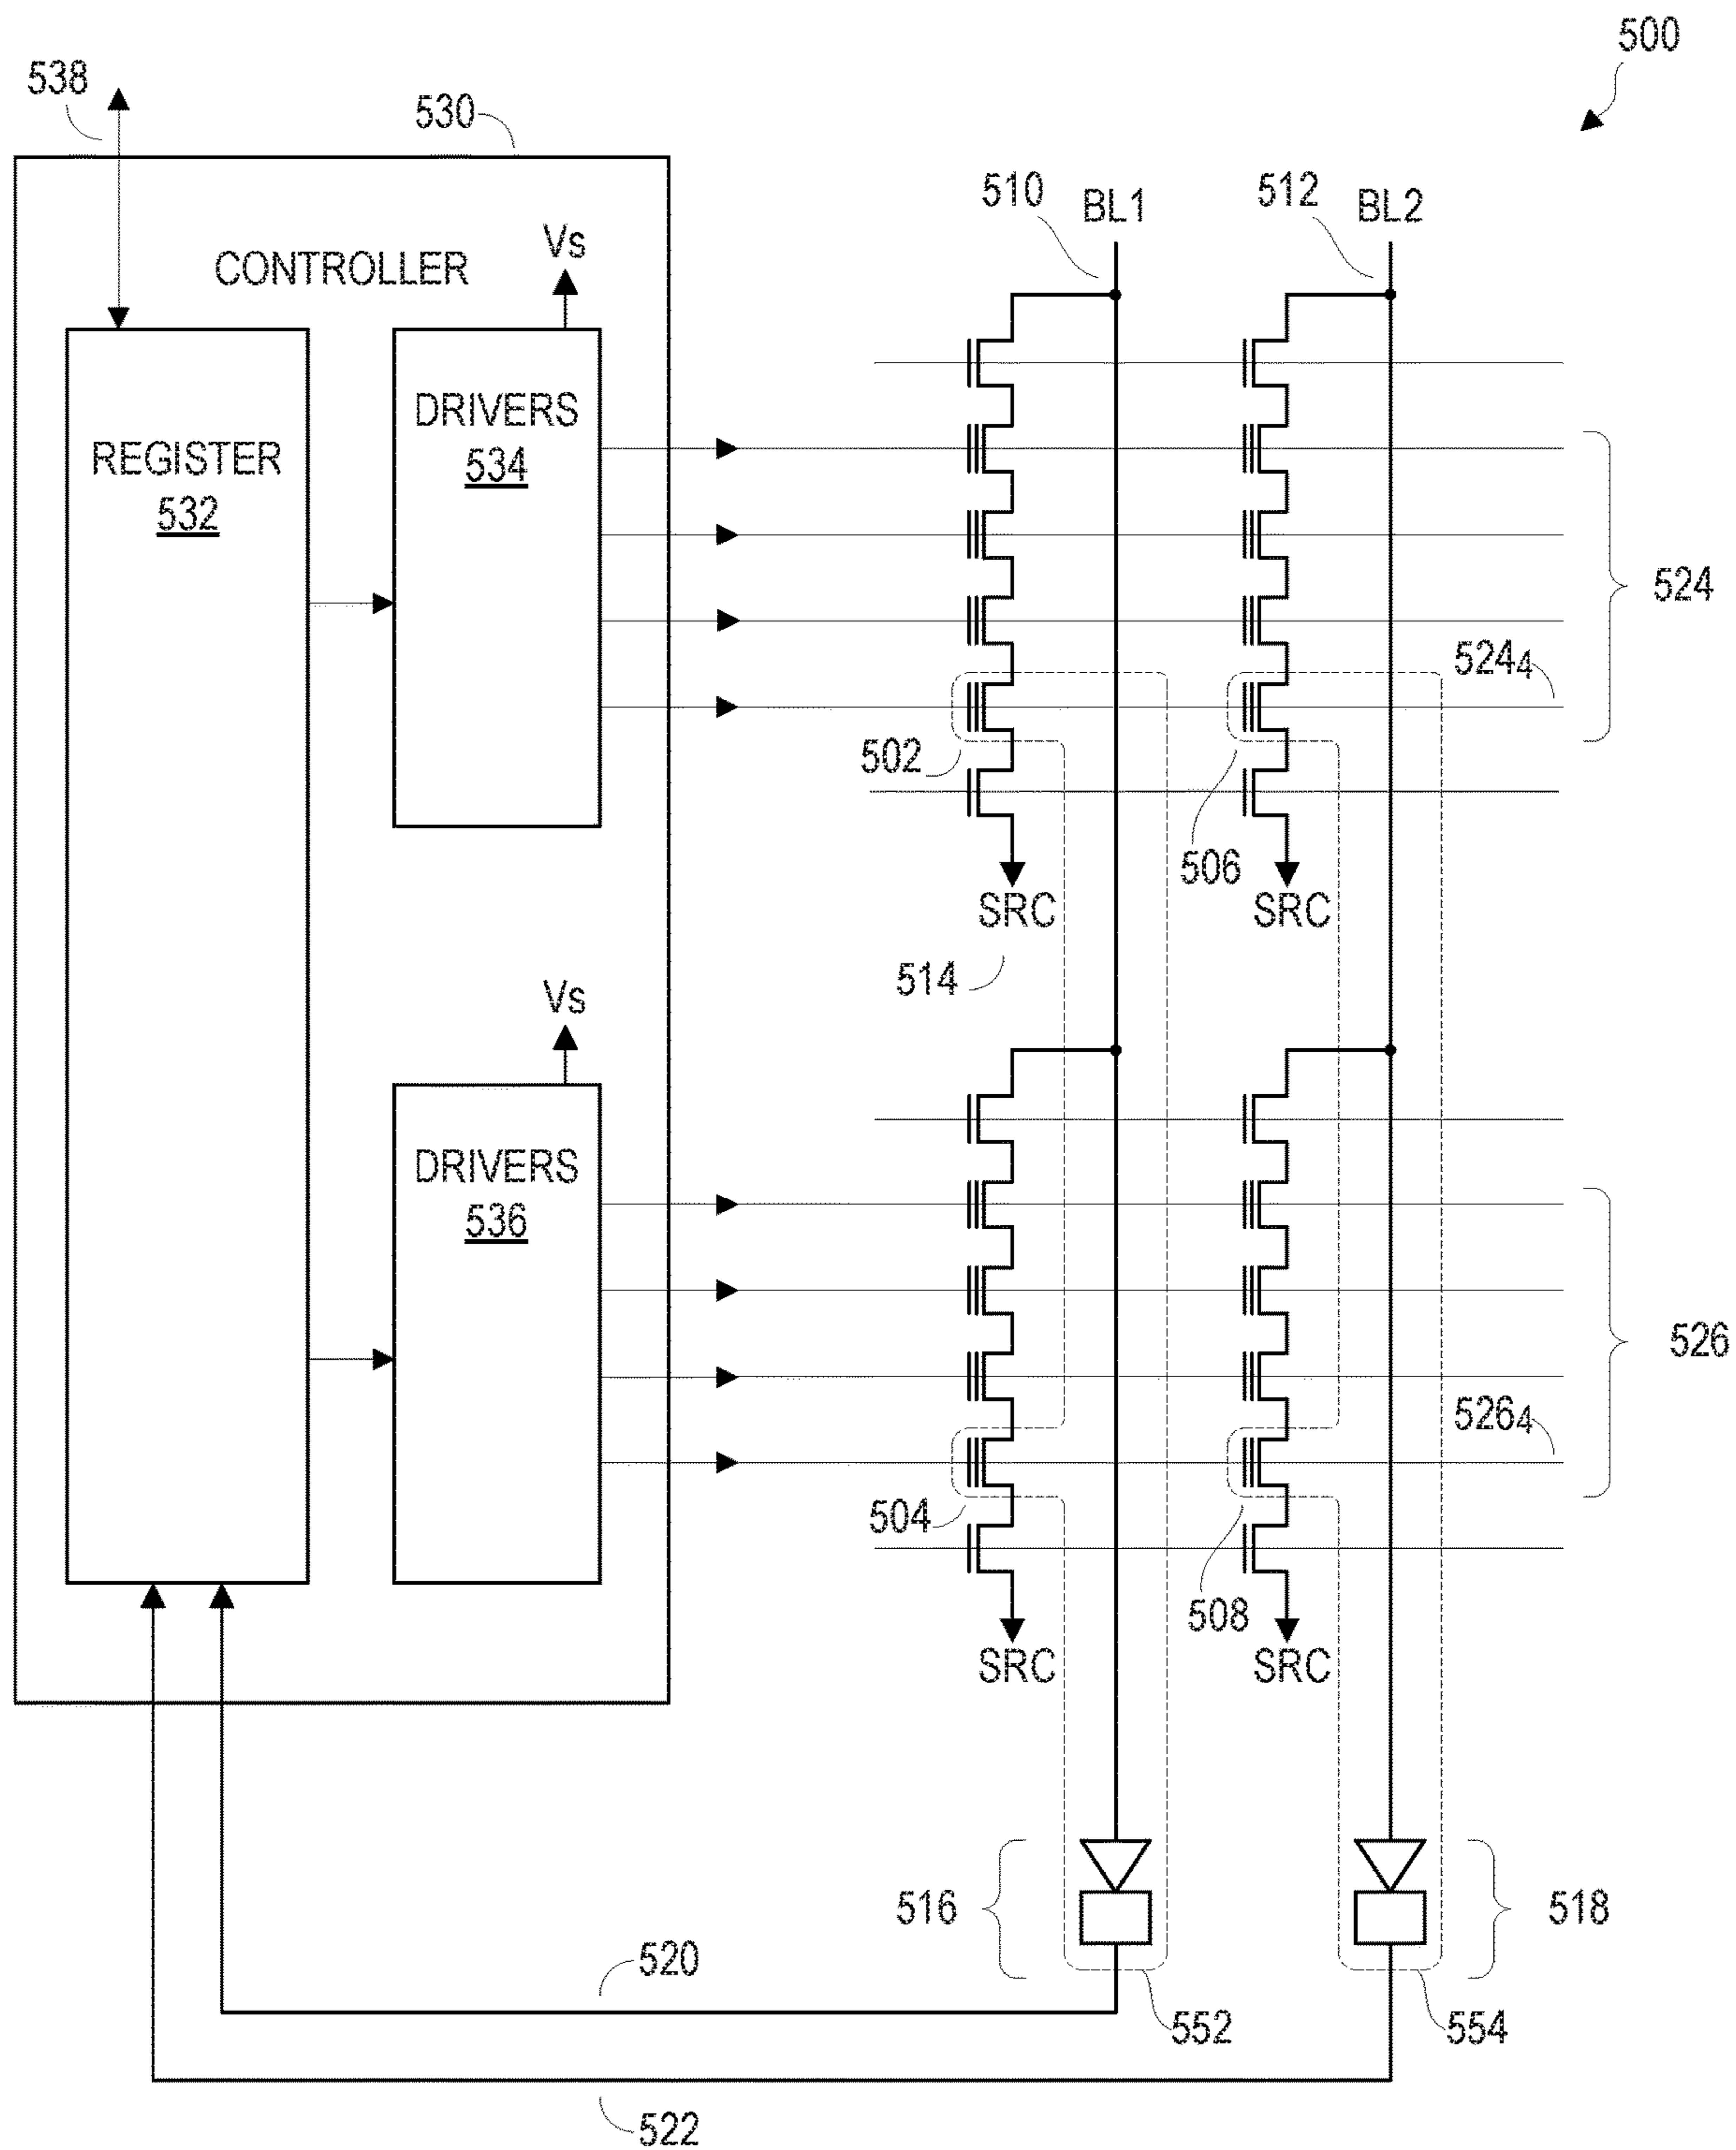 500
538
530
510 BL1 512 BL2
Vs
CONTROLLER
DRIVERS
534
REGISTER
532
524
524₄
502
506
SRC SRC
514
Vs
DRIVERS
536
526
526₄
504
508
SRC SRC
516 518
520
552 554
522